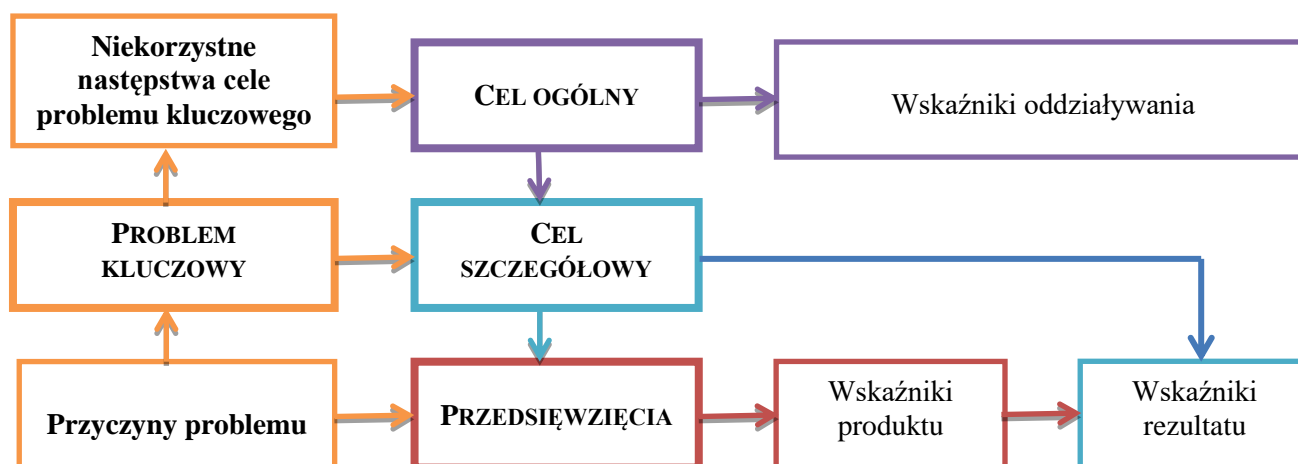 Niekorzystne
następstwa cele
problemu kluczowego
CEL OGÓLNY
Wskaźniki oddziaływania
PROBLEM
KLUCZOWY
CEL
SZCZEGÓŁOWY
Przyczyny problemu
PRZEDSIĘWZIĘCIA
Wskaźniki
produktu
Wskaźniki
rezultatu